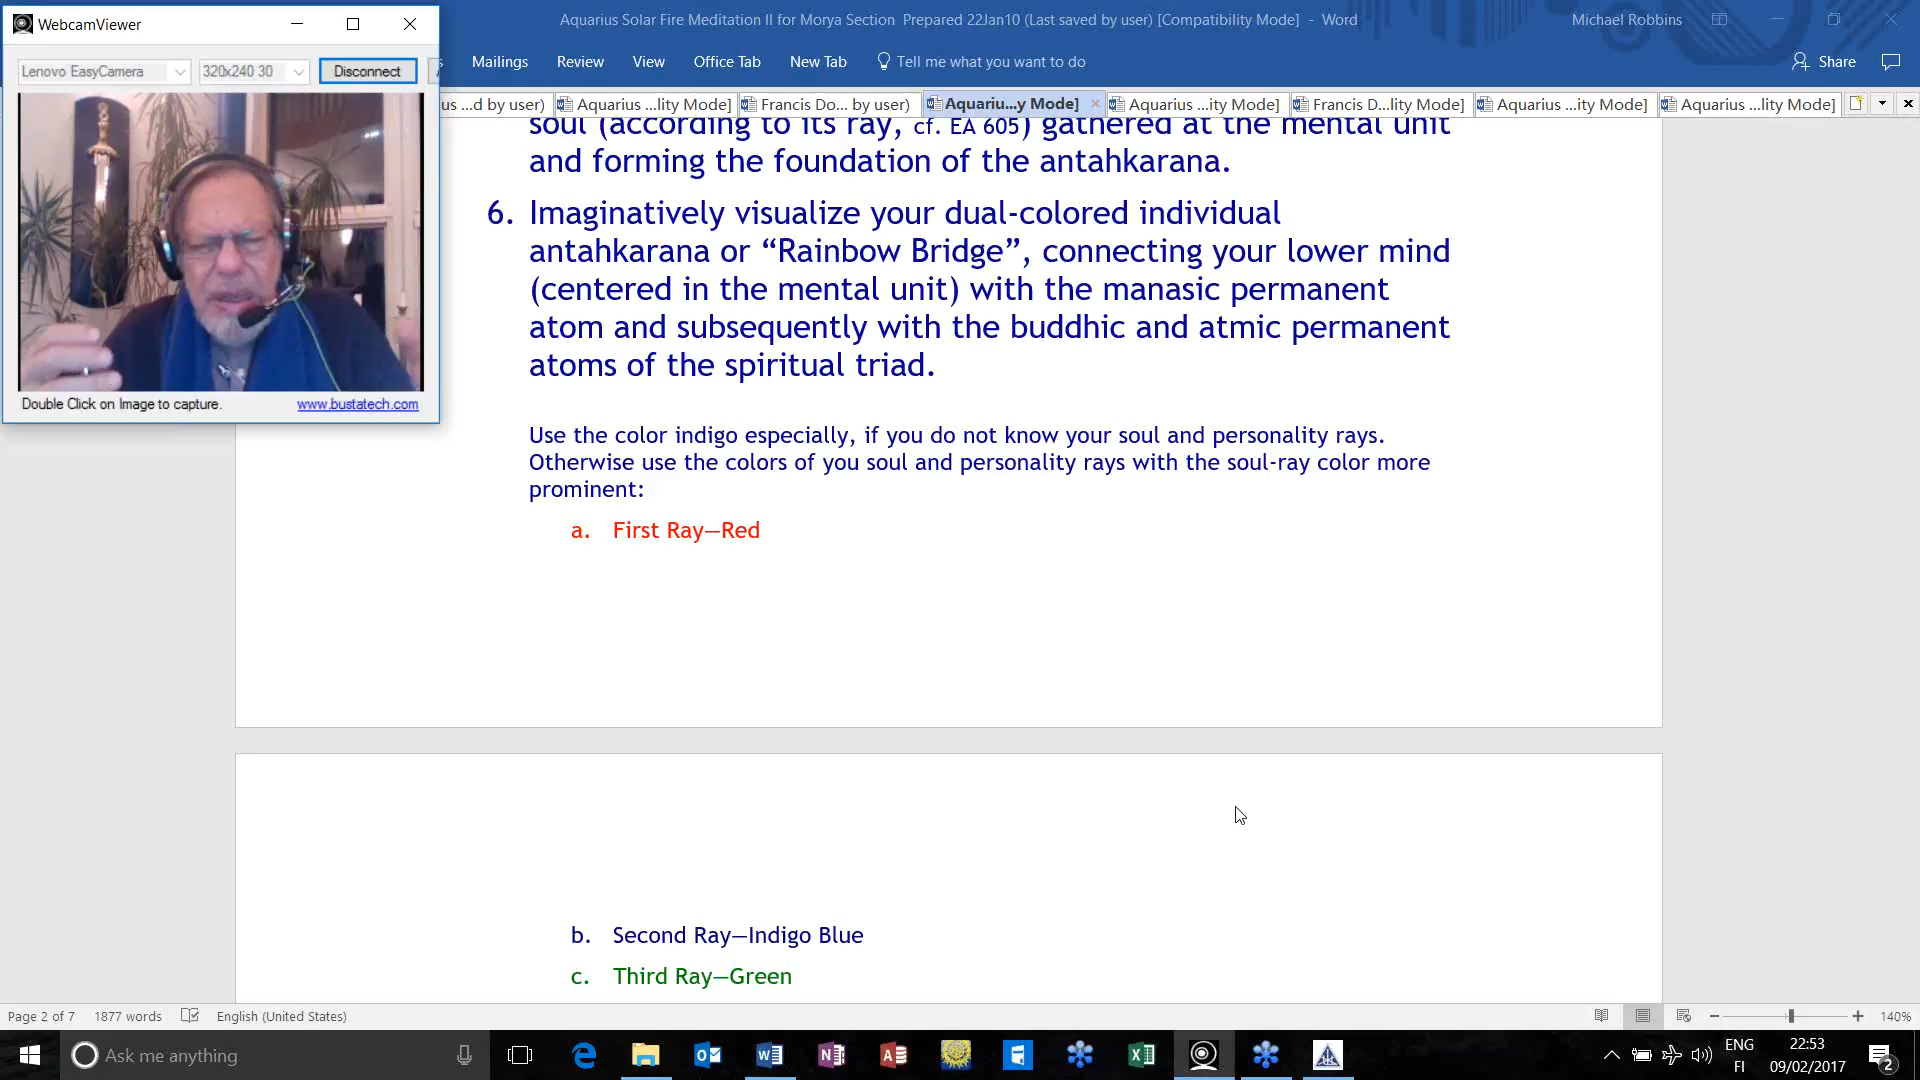 WebcamViewer
Aquarius Solar Fire Meditation II for Morya Section  Prepared 22Jan10 (Last saved by user) [Compatibility Mode] - Word
Michael Robbins
Lenovo EasyCamera
320x240 30
Disconnect
Mailings
Review
View
Office Tab
New Tab
Tell me what you want to do
Share
us ...d by user)
Aquarius ...lity Mode]
Francis Do... by user)
Aquariu...y Mode]
Aquarius ...ity Mode]
Francis D...lity Mode]
Aquarius ...ity Mode]
Aquarius ...lity Mode]
soul (according to its ray, cf. EA 605) gathered at the mental unit
and forming the foundation of the antahkarana.
6. Imaginatively visualize your dual-colored individual
antahkarana or “Rainbow Bridge”, connecting your lower mind
(centered in the mental unit) with the manasic permanent
atom and subsequently with the buddhic and atmic permanent
atoms of the spiritual triad.
Double Click on Image to capture.
www.bustatech.com
Use the color indigo especially, if you do not know your soul and personality rays.
Otherwise use the colors of you soul and personality rays with the soul-ray color more
prominent:
a. First Ray—Red
b. Second Ray—Indigo Blue
c. Third Ray—Green
Page 2 of 7
1877 words
English (United States)
140%
Ask me anything
ENG
FI
22:53
09/02/2017
2